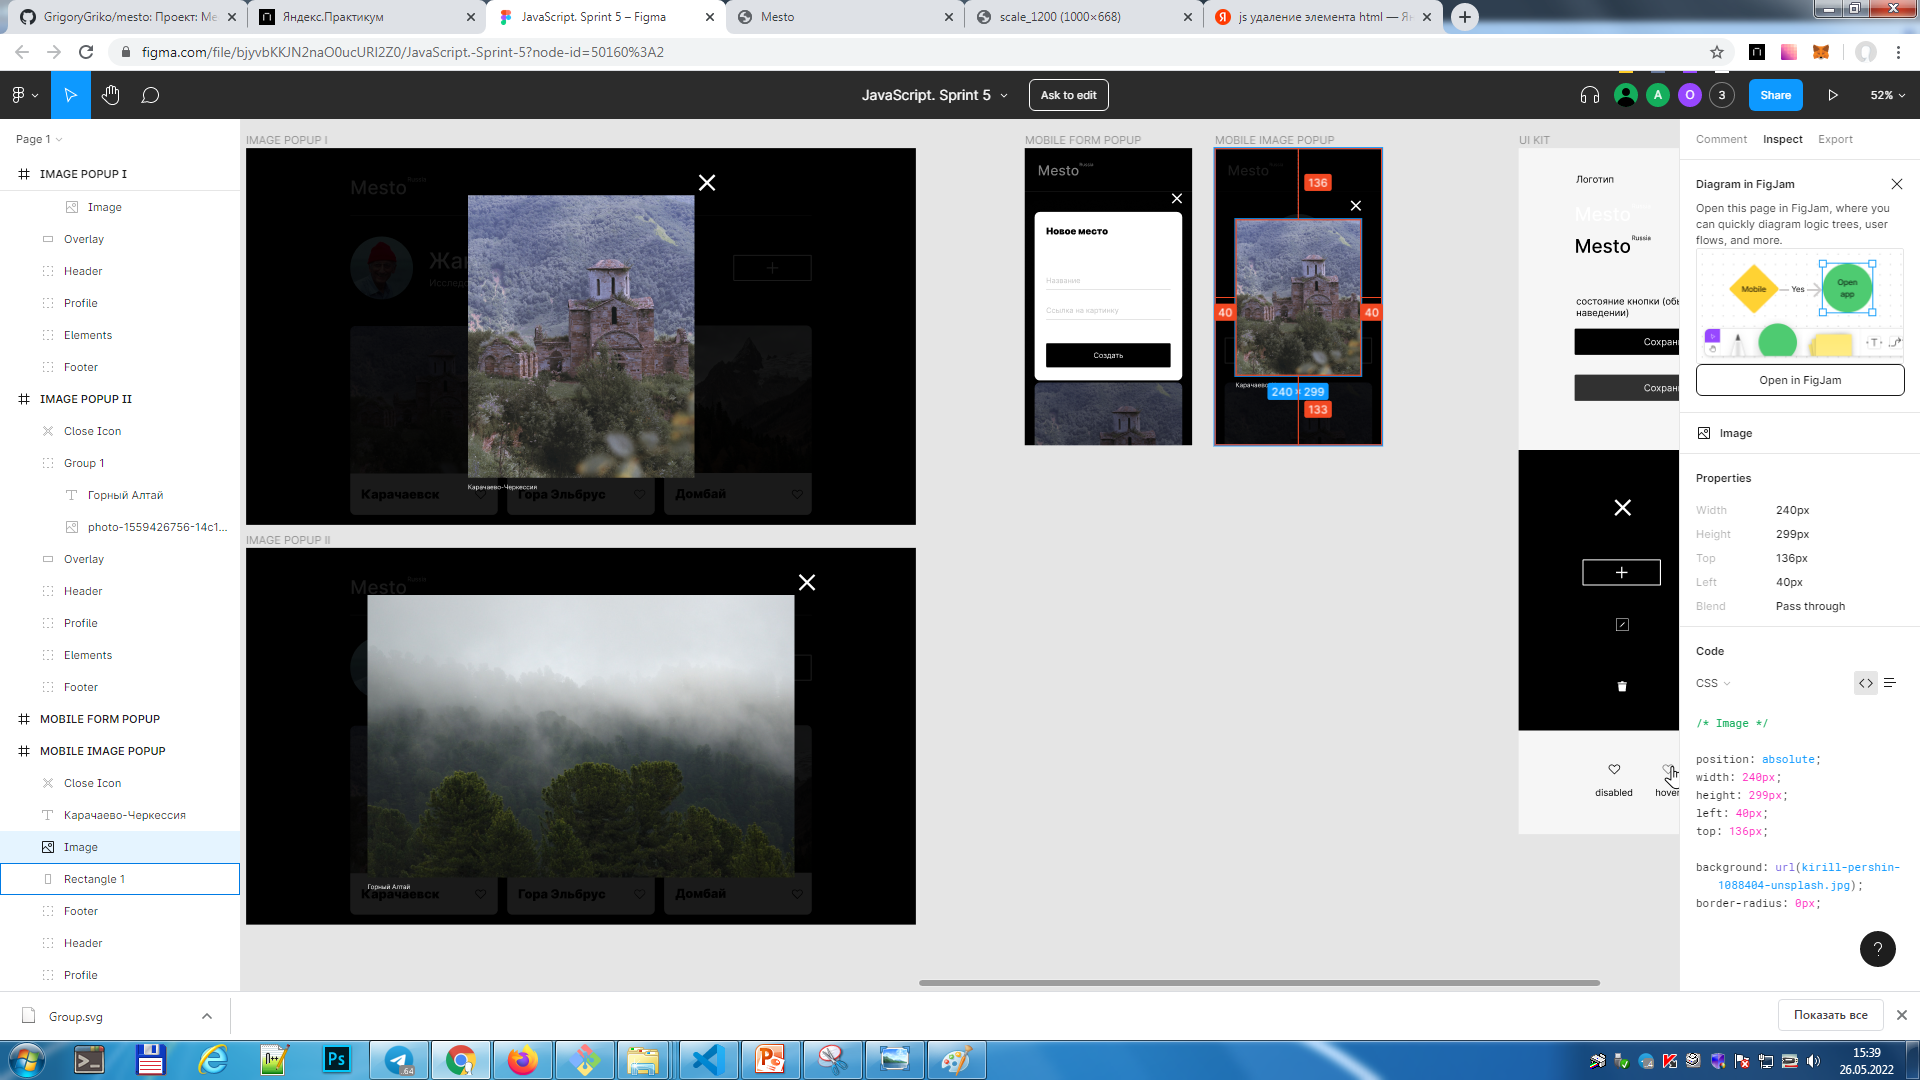 GrigoryGriko/mesto: Проект: Ме
Яндекс.Практикум
JavaScript. Sprint 5 – Figma
Mesto
scale_1200 (1000×668)
js удаление элемента html — Ян
figma.com/file/bjyvbKKJN2naO0ucURI2Z0/JavaScript.-Sprint-5?node-id=50160%3A2
JavaScript. Sprint 5
Ask to edit
A
O
3
Share
52%
Page 1
IMAGE POPUP I
Image
Overlay
Header
Profile
Elements
Footer
IMAGE POPUP II
Close Icon
Group 1
Горный Алтай
photo-1559426756-14c1...
Overlay
Header
Profile
Elements
Footer
MOBILE FORM POPUP
MOBILE IMAGE POPUP
Close Icon
Карачаево-Черкессия
Image
Rectangle 1
Footer
Header
Profile
IMAGE POPUP I
Mesto Russia
Карачаево-Черкессия
Карачаевск
Гора Эльбрус
Домбай
IMAGE POPUP II
Mesto Russia
Горный Алтай
Карачаевск
Гора Эльбрус
Домбай
MOBILE FORM POPUP
Mesto Russia
Новое место
Название
Ссылка на картинку
Создать
MOBILE IMAGE POPUP
Mesto
136
40
40
240 × 299
133
UI KIT
Логотип
Mesto
Mesto Russia
состояние кнопки (обы
наведении)
Сохрани
Сохрани
disabled
hover
Comment
Inspect
Export
Diagram in FigJam
Open this page in FigJam, where you
can quickly diagram logic trees, user
flows, and more.
Mobile
Yes
Open
app
Open in FigJam
Image
Properties
Width 240px
Height 299px
Top 136px
Left 40px
Blend Pass through
Code
CSS
/* Image */
position: absolute;
width: 240px;
height: 299px;
left: 40px;
top: 136px;
background: url(kirill-pershin-
1088404-unsplash.jpg);
border-radius: 0px;
?
Group.svg
Показать все
Ps
.64
15:39
26.05.2022